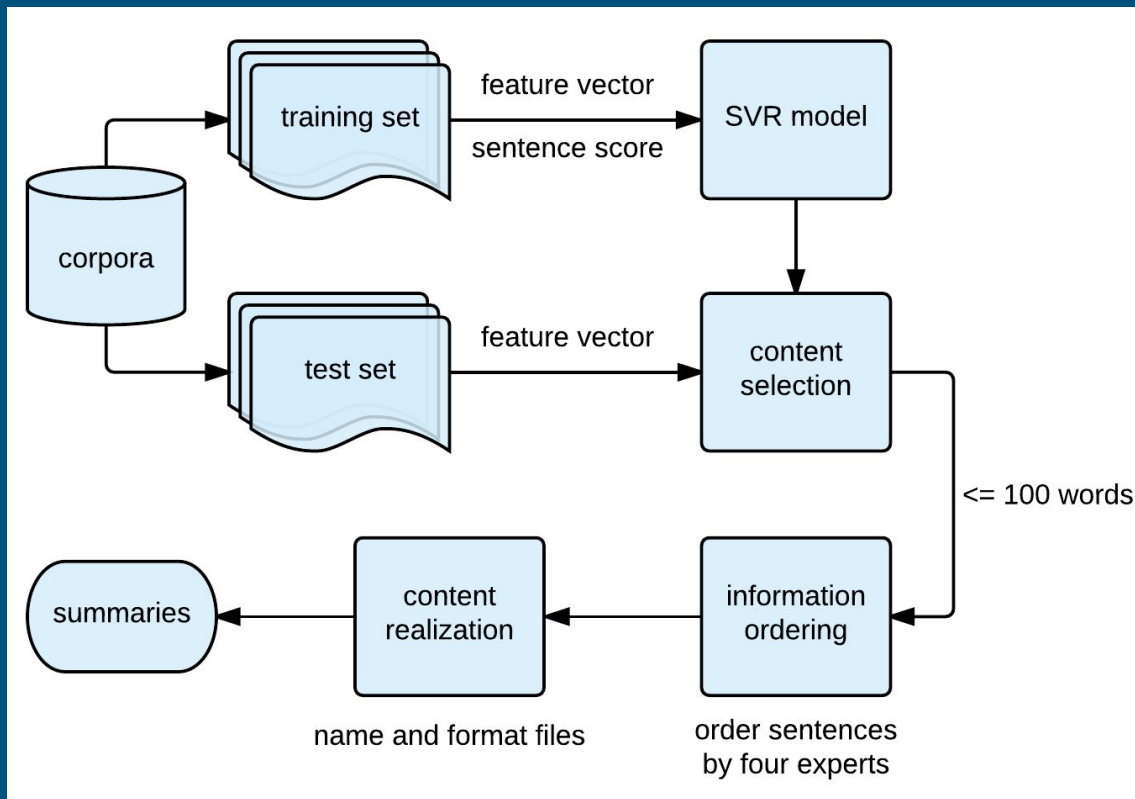 training set
feature vector
sentence score
SVR model
corpora
test set
feature vector
content
selection
<= 100 words
summaries
content
realization
information
ordering
name and format files
order sentences
by four experts